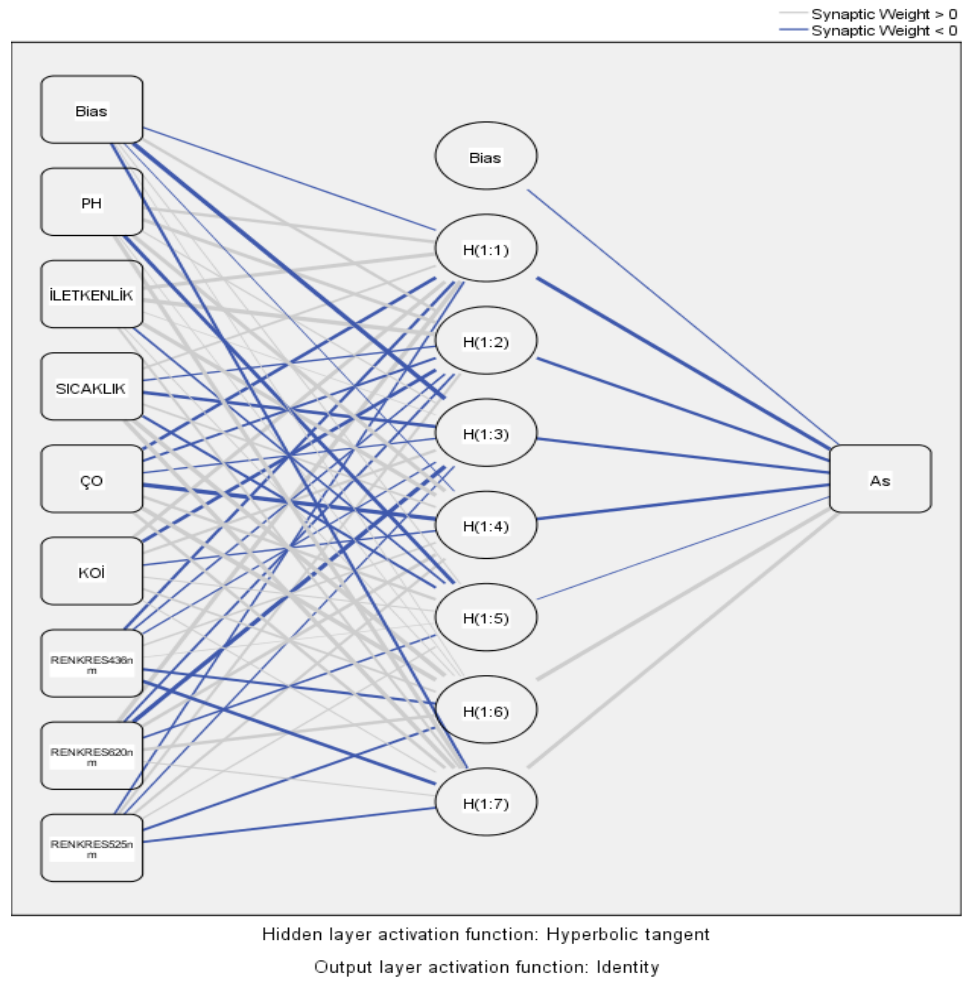 Synaptic Weight > 0
Synaptic Weight < 0
Bias
PH
İLETKENLİK
SICAKLIK
ÇO
KOİ
RENKRES436n
m
RENKRES620n
m
RENKRES525n
m
Bias
H(1:1)
H(1:2)
H(1:3)
H(1:4)
H(1:5)
H(1:6)
H(1:7)
As
Hidden layer activation function: Hyperbolic tangent
Output layer activation function: Identity